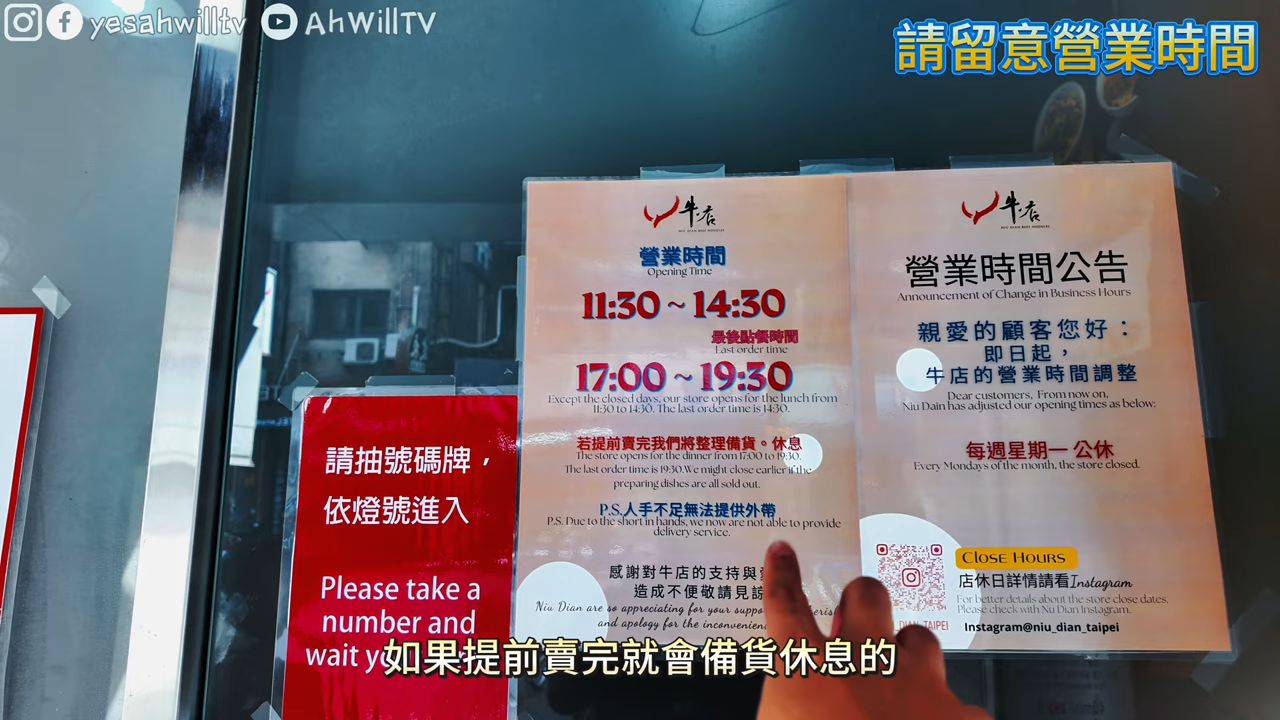 yesahwilltv
AhWillTV
請留意營業時間
牛店
NIU DIAN BEEF NOODLES
營業時間
Opening Time
11:30 ~ 14:30
最後點餐時間
Last order time
17:00 ~ 19:30
Except the closed days, our store opens for the lunch from
11:30 to 14:30. The last order time is 14:30.
若提前賣完我們將整理備貨。休息
The store opens for the dinner from 17:00 to 19:30.
The last order time is 19:30.We might close earlier if the
preparing dishes are all sold out.
P.S.人手不足無法提供外帶
P.S. Due to the short in hands, we now are not able to provide
delivery service.
感謝對牛店的支持與
造成不便敬請見諒
Niu Dian are so appreciating for your
and apology for the
牛店
NIU DIAN BEEF NOODLES
營業時間公告
Announcement of Change in Business Hours
親愛的顧客您好：
即日起，
牛店的營業時間調整
Dear customers, From now on,
Niu Dain has adjusted our opening times as below:
每週星期一 公休
Every Mondays of the month, the store closed.
Close Hours
店休日詳情請看Instagram
For better details about the store close dates,
Please check with Nu Dian Instagram.
Instagram@niu_dian_taipei
請抽號碼牌，
依燈號進入
Please take a
number and
wait
如果提前賣完就會備貨休息的